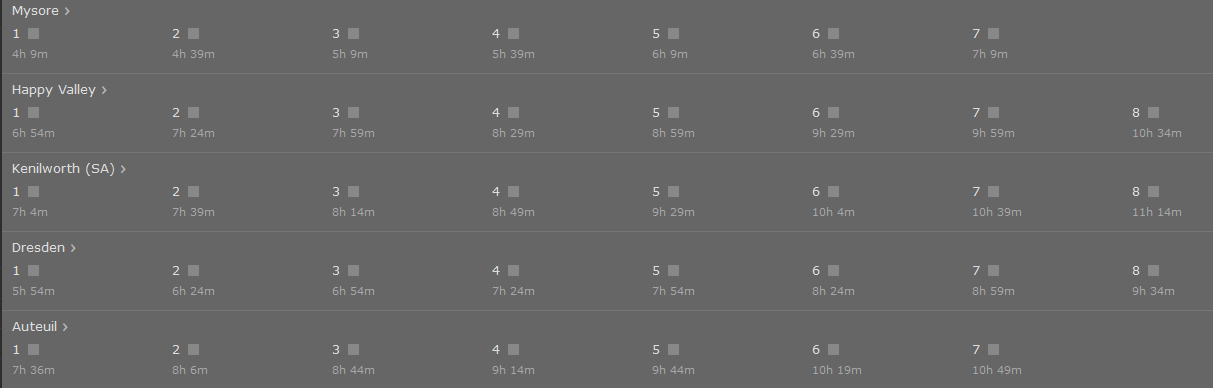 Mysore >
1 2 3 4 5 6 7
4h 9m 4h 39m 5h 9m 5h 39m 6h 9m 6h 39m 7h 9m
Happy Valley >
1 2 3 4 5 6 7 8
6h 54m 7h 24m 7h 59m 8h 29m 8h 59m 9h 29m 9h 59m 10h 34m
Kenilworth (SA) >
1 2 3 4 5 6 7 8
7h 4m 7h 39m 8h 14m 8h 49m 9h 29m 10h 4m 10h 39m 11h 14m
Dresden >
1 2 3 4 5 6 7 8
5h 54m 6h 24m 6h 54m 7h 24m 7h 54m 8h 24m 8h 59m 9h 34m
Auteuil >
1 2 3 4 5 6 7
7h 36m 8h 6m 8h 44m 9h 14m 9h 44m 10h 19m 10h 49m